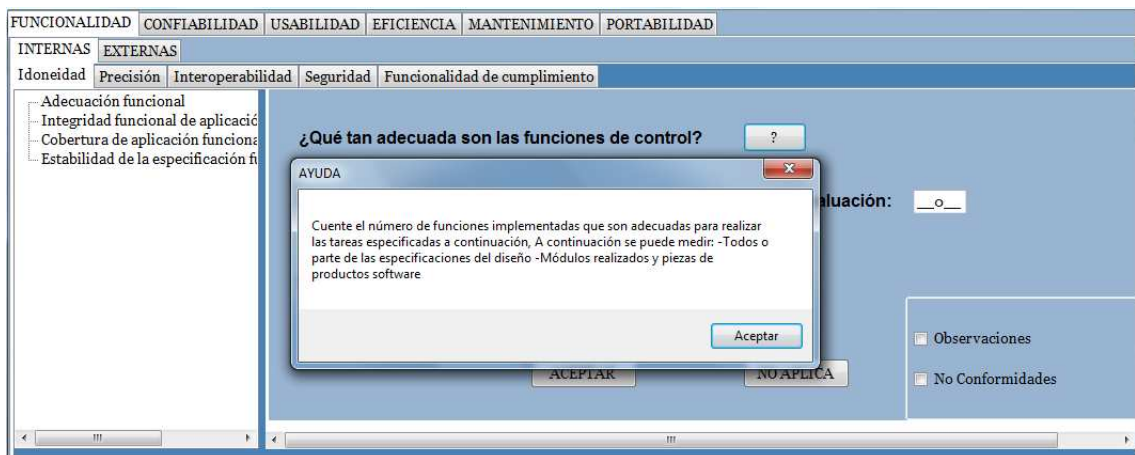 FUNCIONALIDAD CONFIABILIDAD USABILIDAD EFICIENCIA MANTENIMIENTO PORTABILIDAD
INTERNAS EXTERNAS
Idoneidad Precisión Interoperabilidad Seguridad Funcionalidad de cumplimiento
Adecuación funcional
Integridad funcional de aplicació
Cobertura de aplicación funciona
Estabilidad de la especificación fu
¿Qué tan adecuada son las funciones de control? ?
AYUDA
aluación: __0__
Cuente el número de funciones implementadas que son adecuadas para realizar
las tareas especificadas a continuación, A continuación se puede medir: -Todos o
parte de las especificaciones del diseño -Módulos realizados y piezas de
productos software
Aceptar
Observaciones
ACEPTAR NO APLICA
No Conformidades